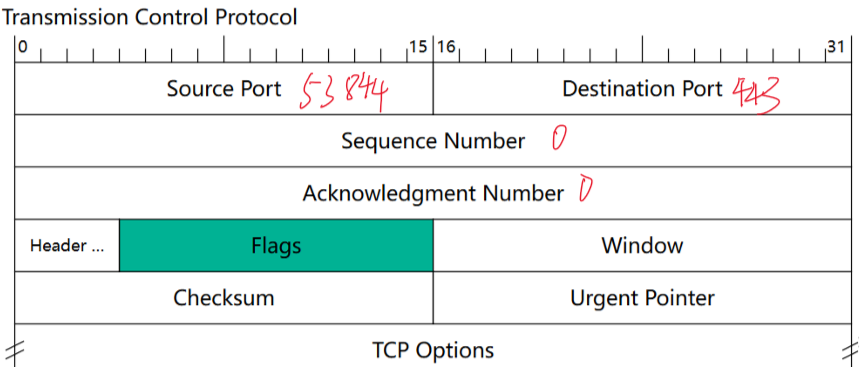 Transmission Control Protocol
0 15 16 31
Source Port 53844 Destination Port 443
Sequence Number 0
Acknowledgment Number 0
Header ... Flags Window
Checksum Urgent Pointer
TCP Options